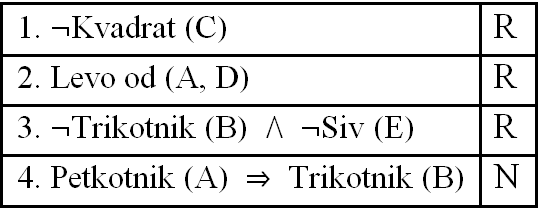 1. ¬Kvadrat (C) R
2. Levo od (A, D) R
3. ¬Trikotnik (B) ∧ ¬Siv (E) R
4. Petkotnik (A) ⇒ Trikotnik (B) N